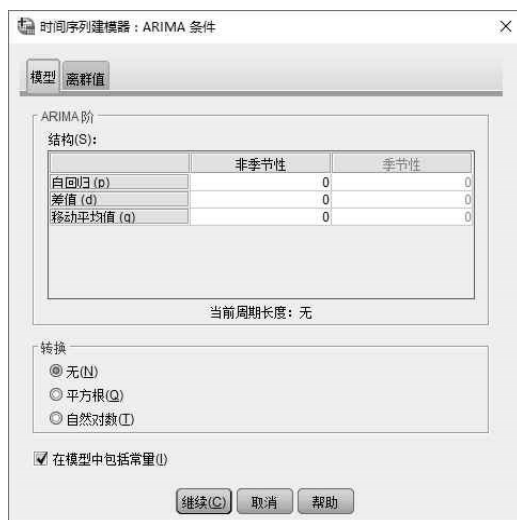 时间序列建模器：ARIMA 条件
模型 离群值
ARIMA 阶
结构(S)：
非季节性 季节性
自回归 (p) 0 0
差值 (d) 0 0
移动平均值 (q) 0 0
当前周期长度：无
转换
无(N)
平方根(Q)
自然对数(T)
在模型中包括常量(I)
继续(C) 取消 帮助